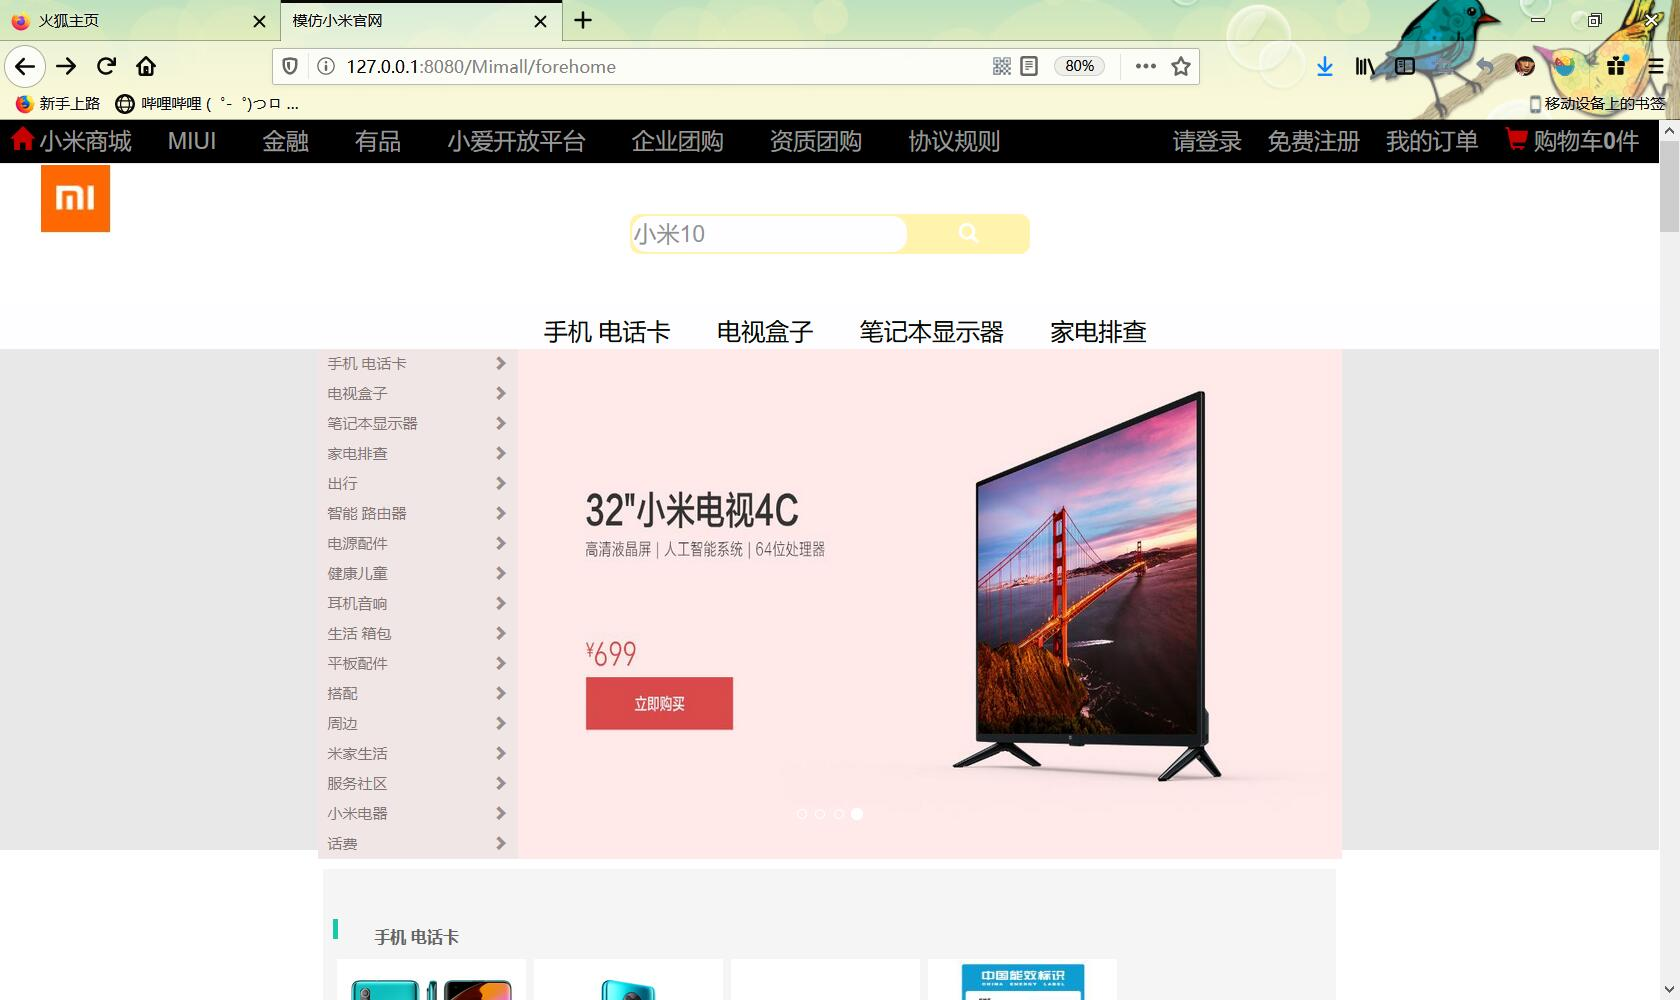 火狐主页
模仿小米官网
127.0.0.1:8080/Mimall/forehome
80%
新手上路
哔哩哔哩 ( ゜- ゜)つロ ...
移动设备上的书签
小米商城 MIUI 金融 有品 小爱开放平台 企业团购 资质团购 协议规则 请登录 免费注册 我的订单 购物车0件
mi
小米10
手机 电话卡 电视盒子 笔记本显示器 家电排查
手机 电话卡
电视盒子
笔记本显示器
家电排查
出行
智能 路由器
电源配件
健康儿童
耳机音响
生活 箱包
平板配件
搭配
周边
米家生活
服务社区
小米电器
话费
32"小米电视4C
高清液晶屏 | 人工智能系统 | 64位处理器
¥699
立即购买
手机 电话卡
中国能效标识
CHINA ENERGY LABEL